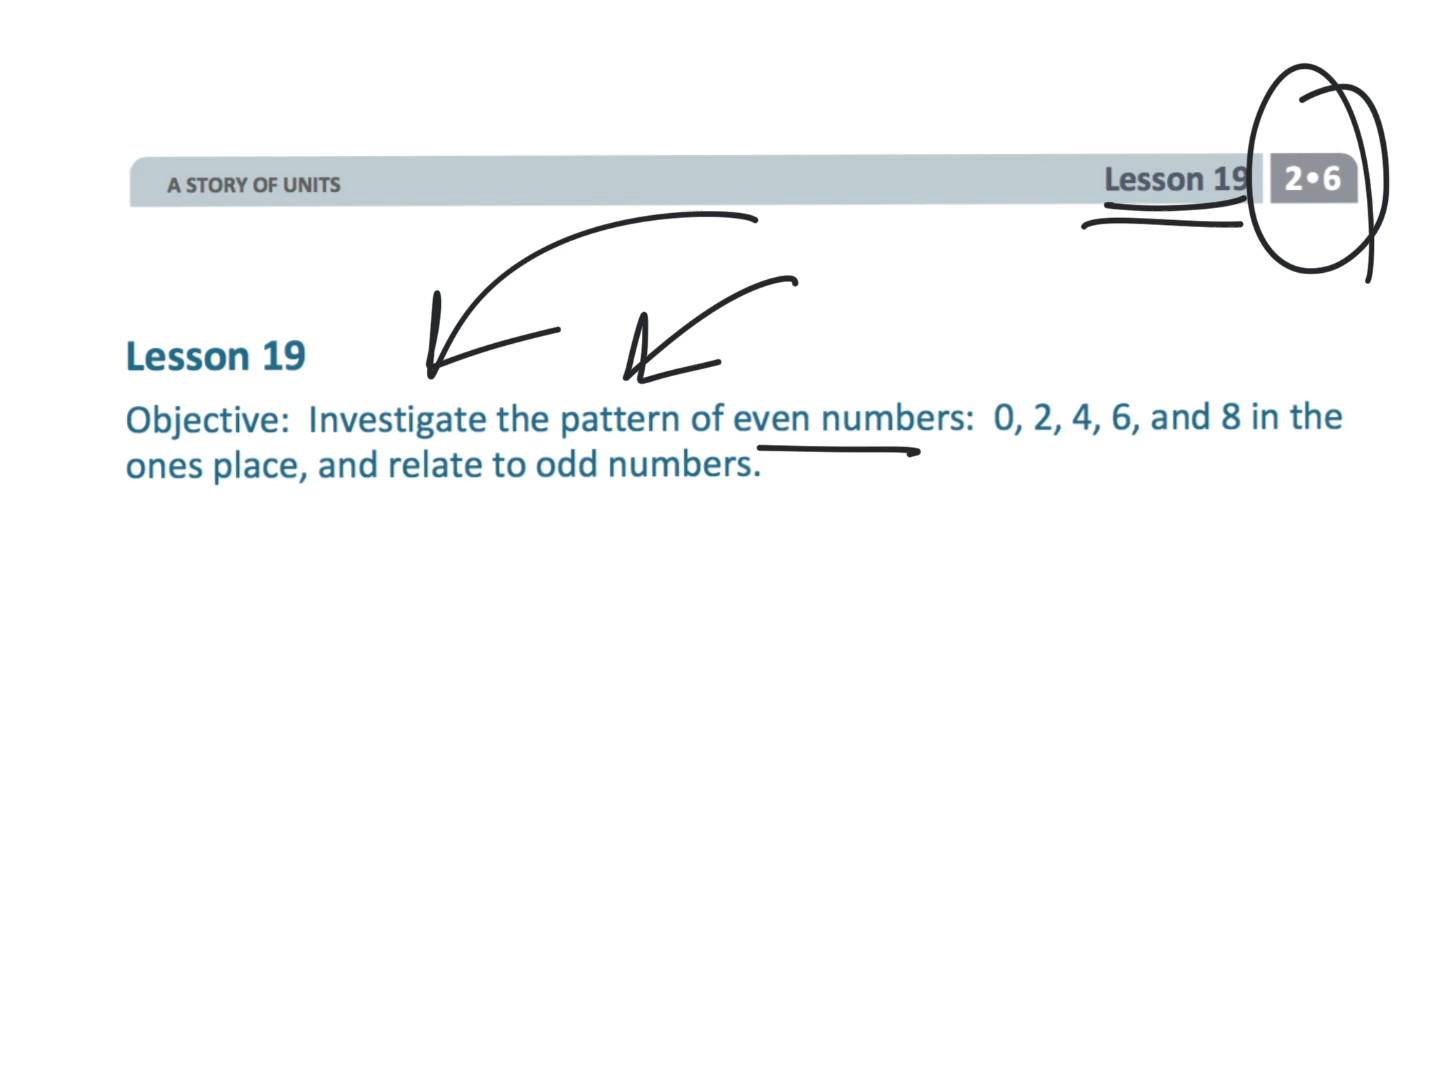 A STORY OF UNITS
Lesson 19
2•6
Lesson 19
Objective: Investigate the pattern of even numbers: 0, 2, 4, 6, and 8 in the
ones place, and relate to odd numbers.